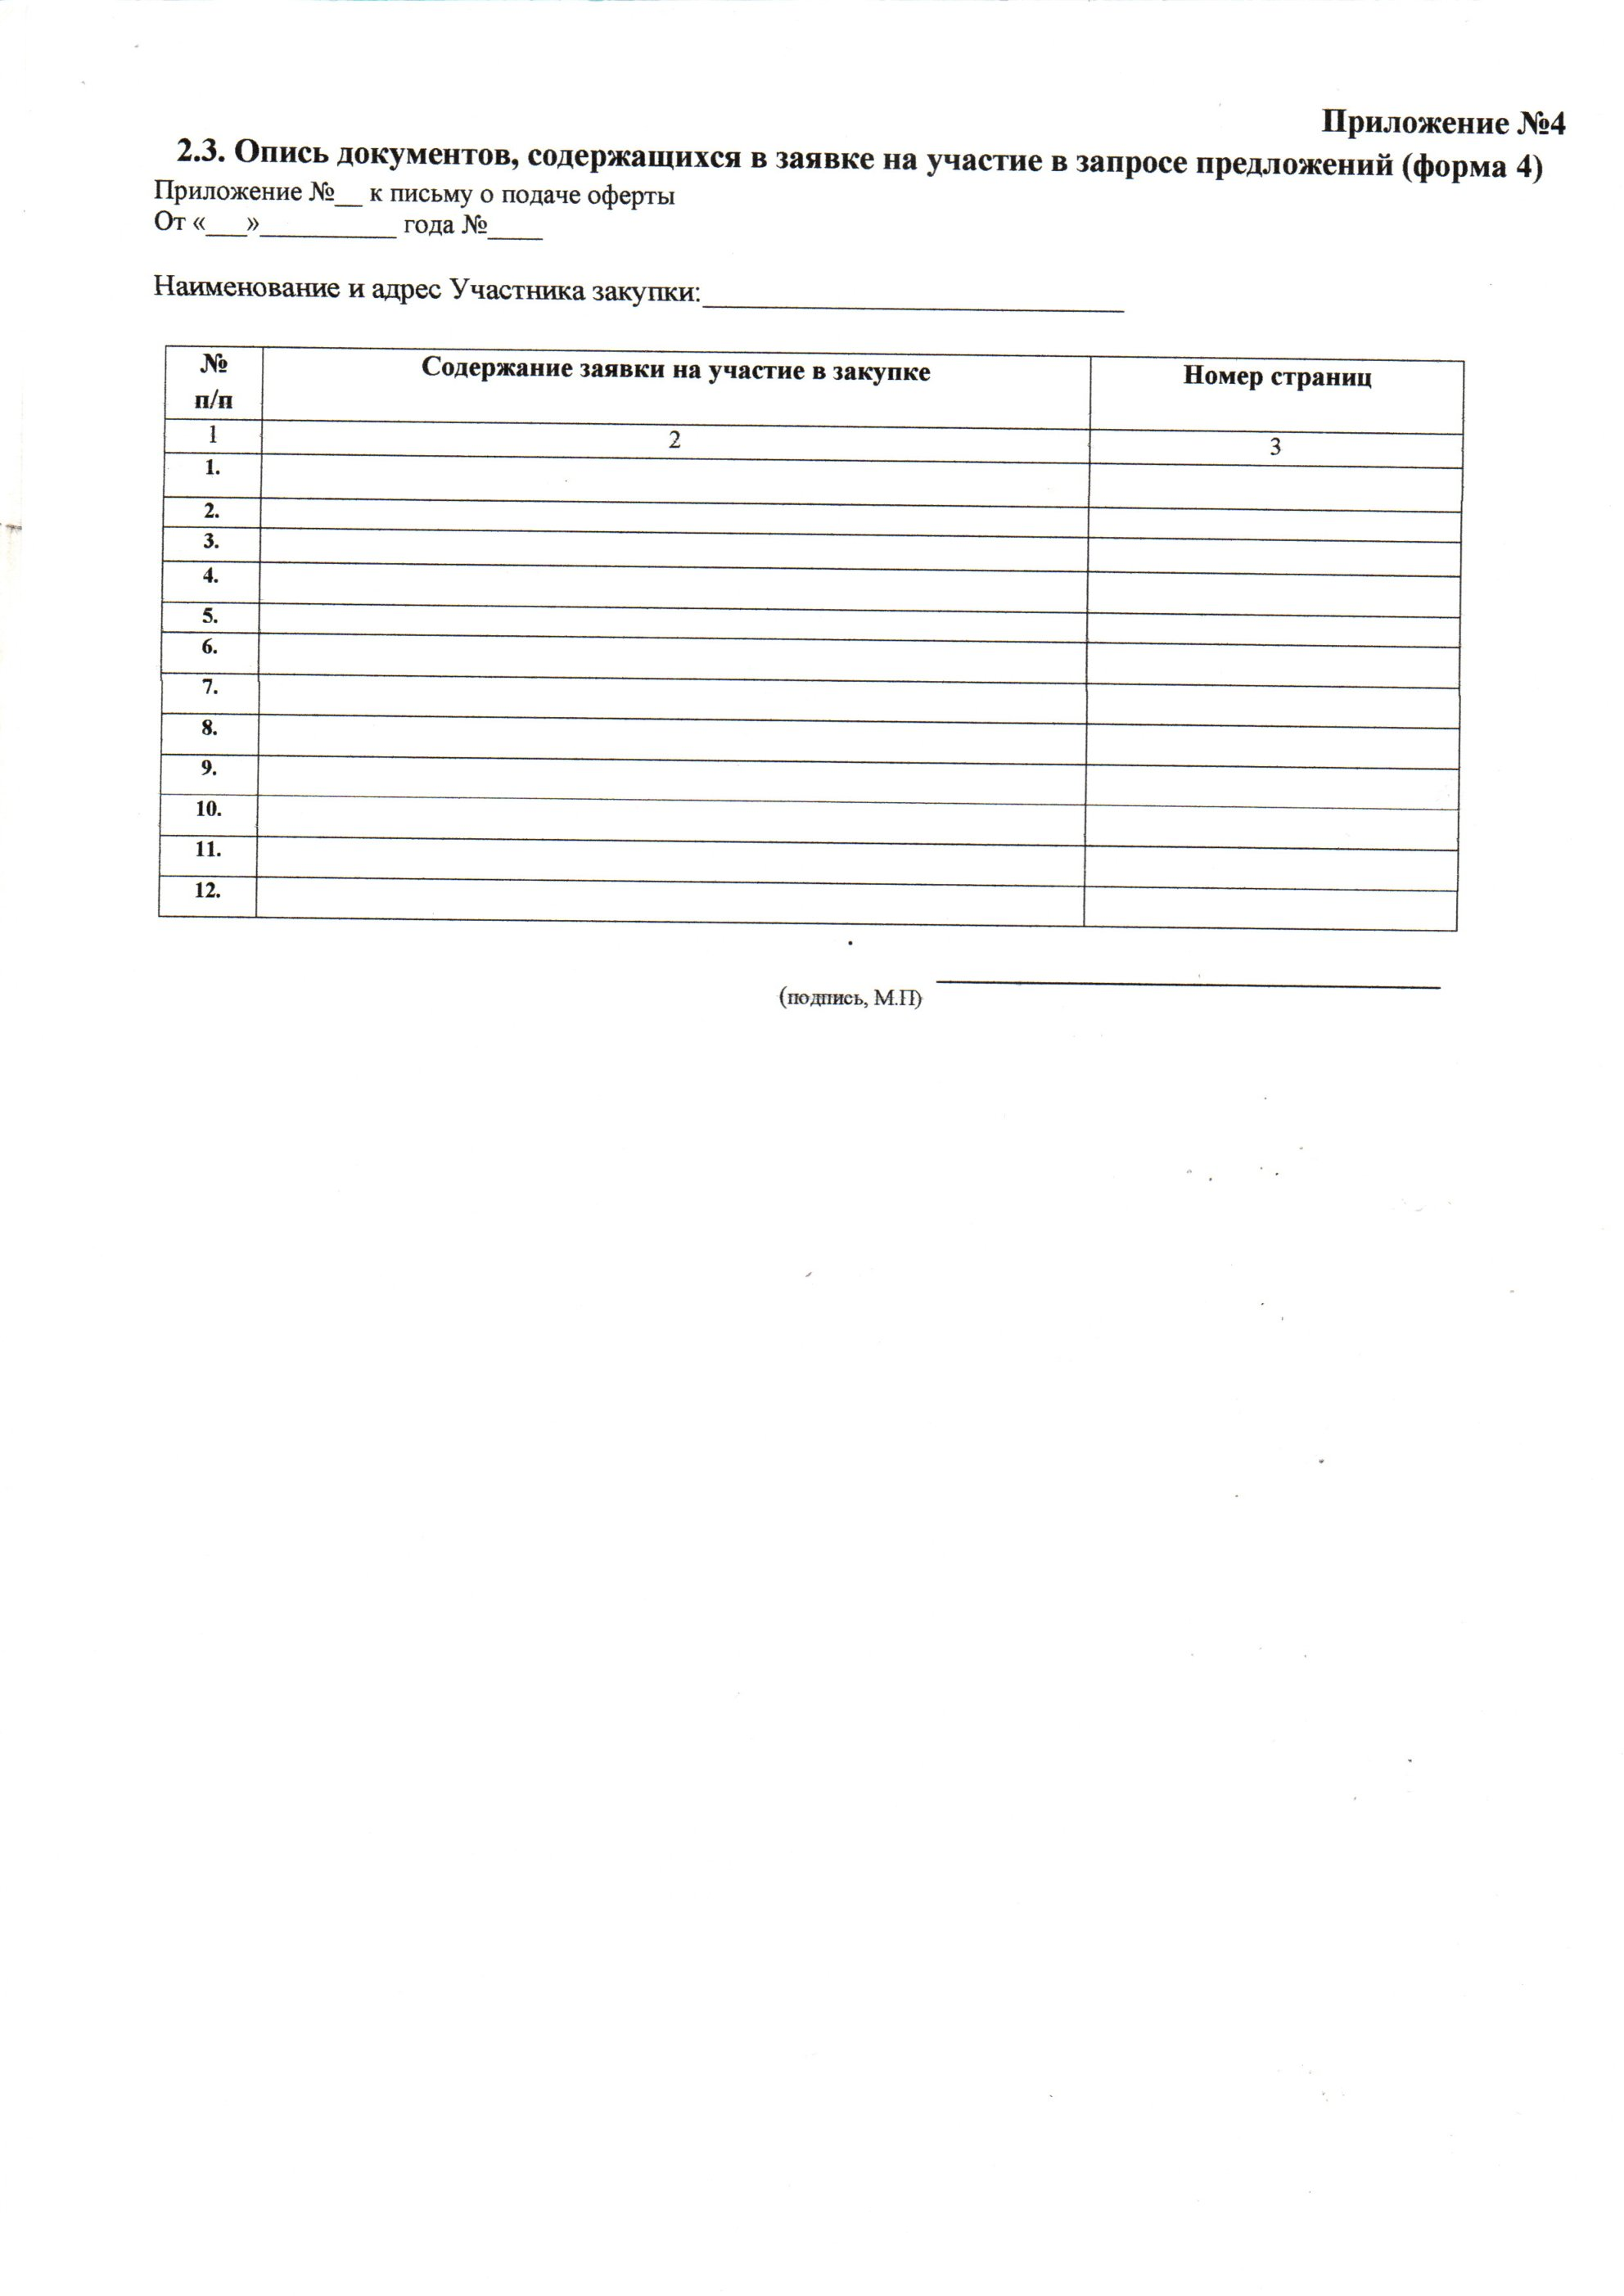 Приложение №4
2.3. Опись документов, содержащихся в заявке на участие в запросе предложений (форма 4)
Приложение №__ к письму о подаче оферты
От «___»__________ года №____
Наименование и адрес Участника закупки:_______________________________
№ Содержание заявки на участие в закупке Номер страниц
п/п
1 2 3
1.
2.
3.
4.
5.
6.
7.
8.
9.
10.
11.
12.
(подпись, М.П)